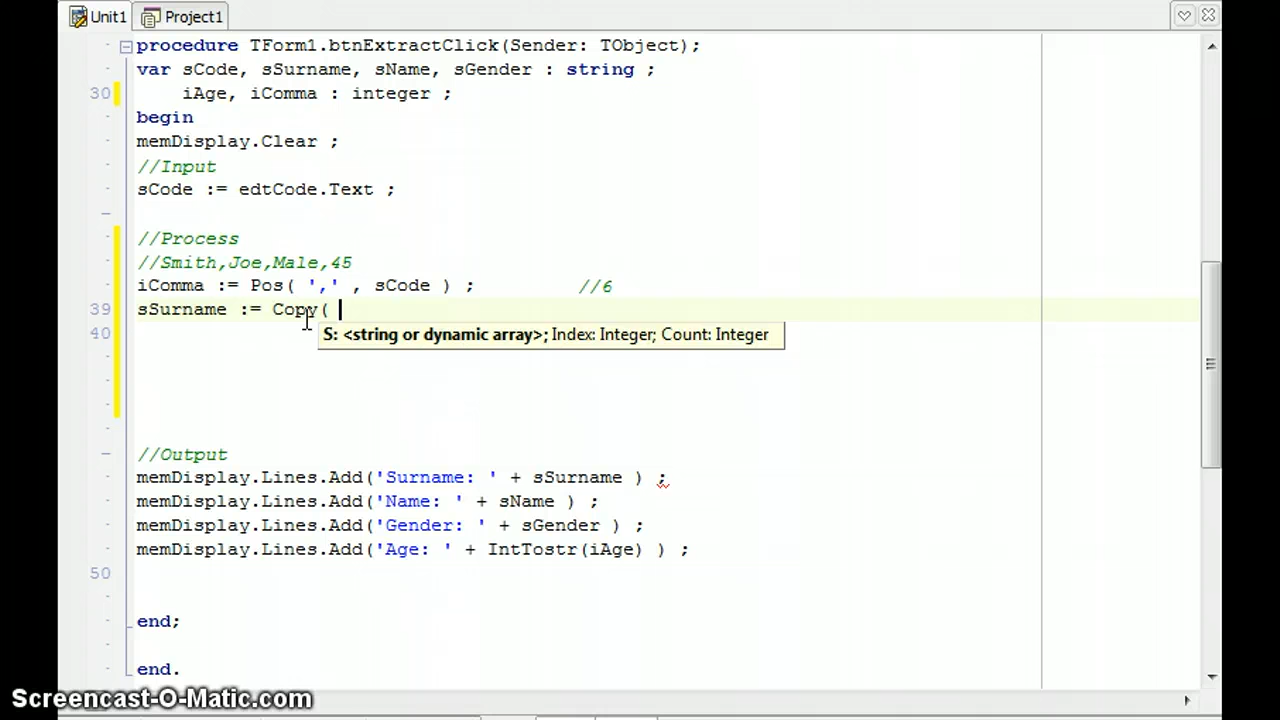 Unit1 Project1
procedure TForm1.btnExtractClick(Sender: TObject);
var sCode, sSurname, sName, sGender : string ;
30 iAge, iComma : integer ;
begin
memDisplay.Clear ;
//Input
sCode := edtCode.Text ;
//Process
//Smith,Joe,Male,45
iComma := Pos( ',' , sCode ) ; //6
39 sSurname := Copy(
40 S: <string or dynamic array>; Index: Integer; Count: Integer
//Output
memDisplay.Lines.Add('Surname: ' + sSurname ) ;
memDisplay.Lines.Add('Name: ' + sName ) ;
memDisplay.Lines.Add('Gender: ' + sGender ) ;
memDisplay.Lines.Add('Age: ' + IntTostr(iAge) ) ;
50
end;
end.
Screencast-O-Matic.com